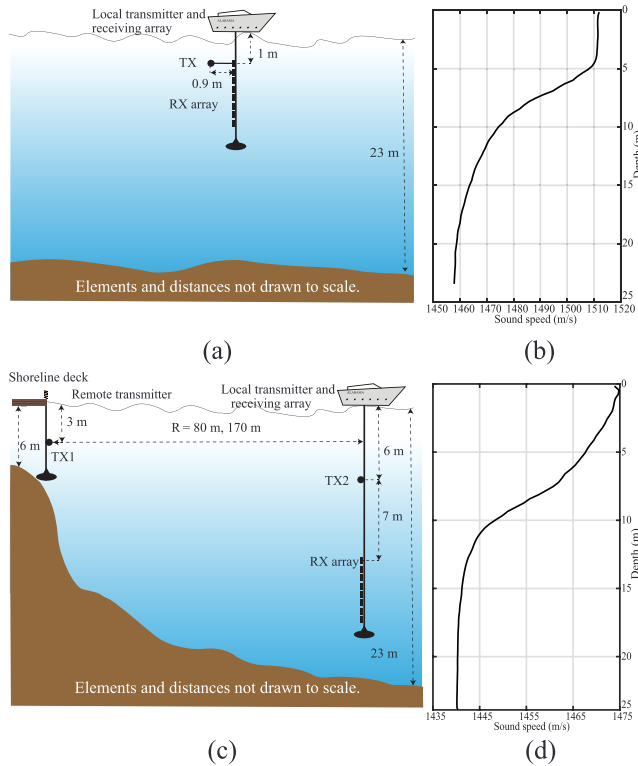 Local transmitter and
receiving array
ALABAMA
1 m
TX
0.9 m
RX array
23 m
Elements and distances not drawn to scale.
(a)
0
5
10
15
20
25
Depth(m)
1450 1460 1470 1480 1490 1500 1510 1520
Sound speed (m/s)
(b)
Shoreline deck
Remote transmitter
Local transmitter and
receiving array
ALABAMA
3 m
R = 80 m, 170 m
6 m
TX1
6 m
TX2
7 m
RX array
23 m
Elements and distances not drawn to scale.
(c)
0
5
10
15
20
25
Depth(m)
1435 1445 1455 1465 1475
Sound speed (m/s)
(d)